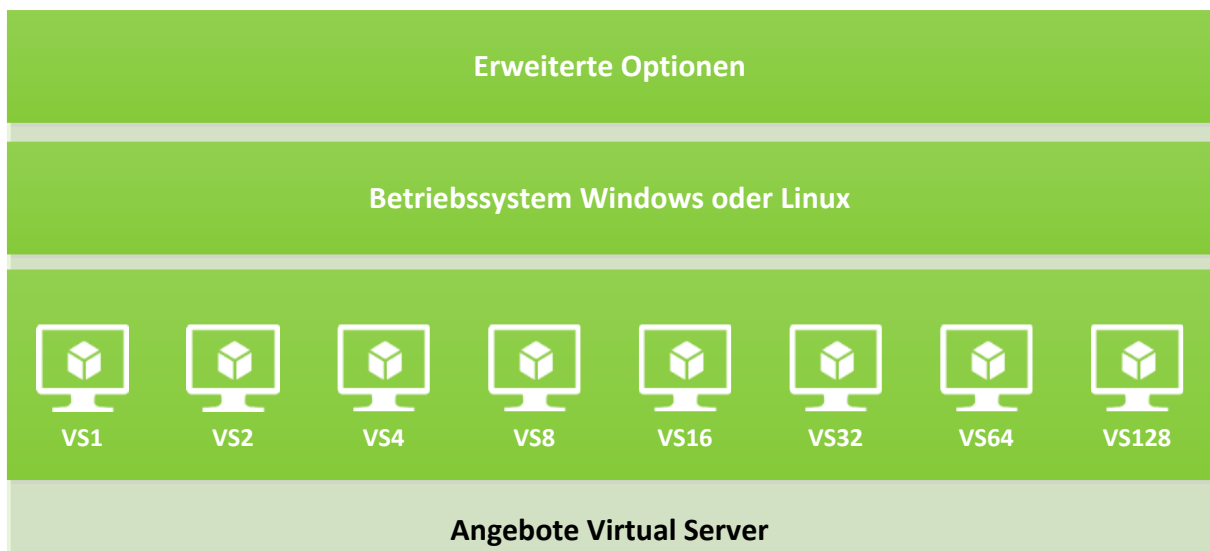 Erweiterte Optionen
Betriebssystem Windows oder Linux
VS1 VS2 VS4 VS8 VS16 VS32 VS64 VS128
Angebote Virtual Server